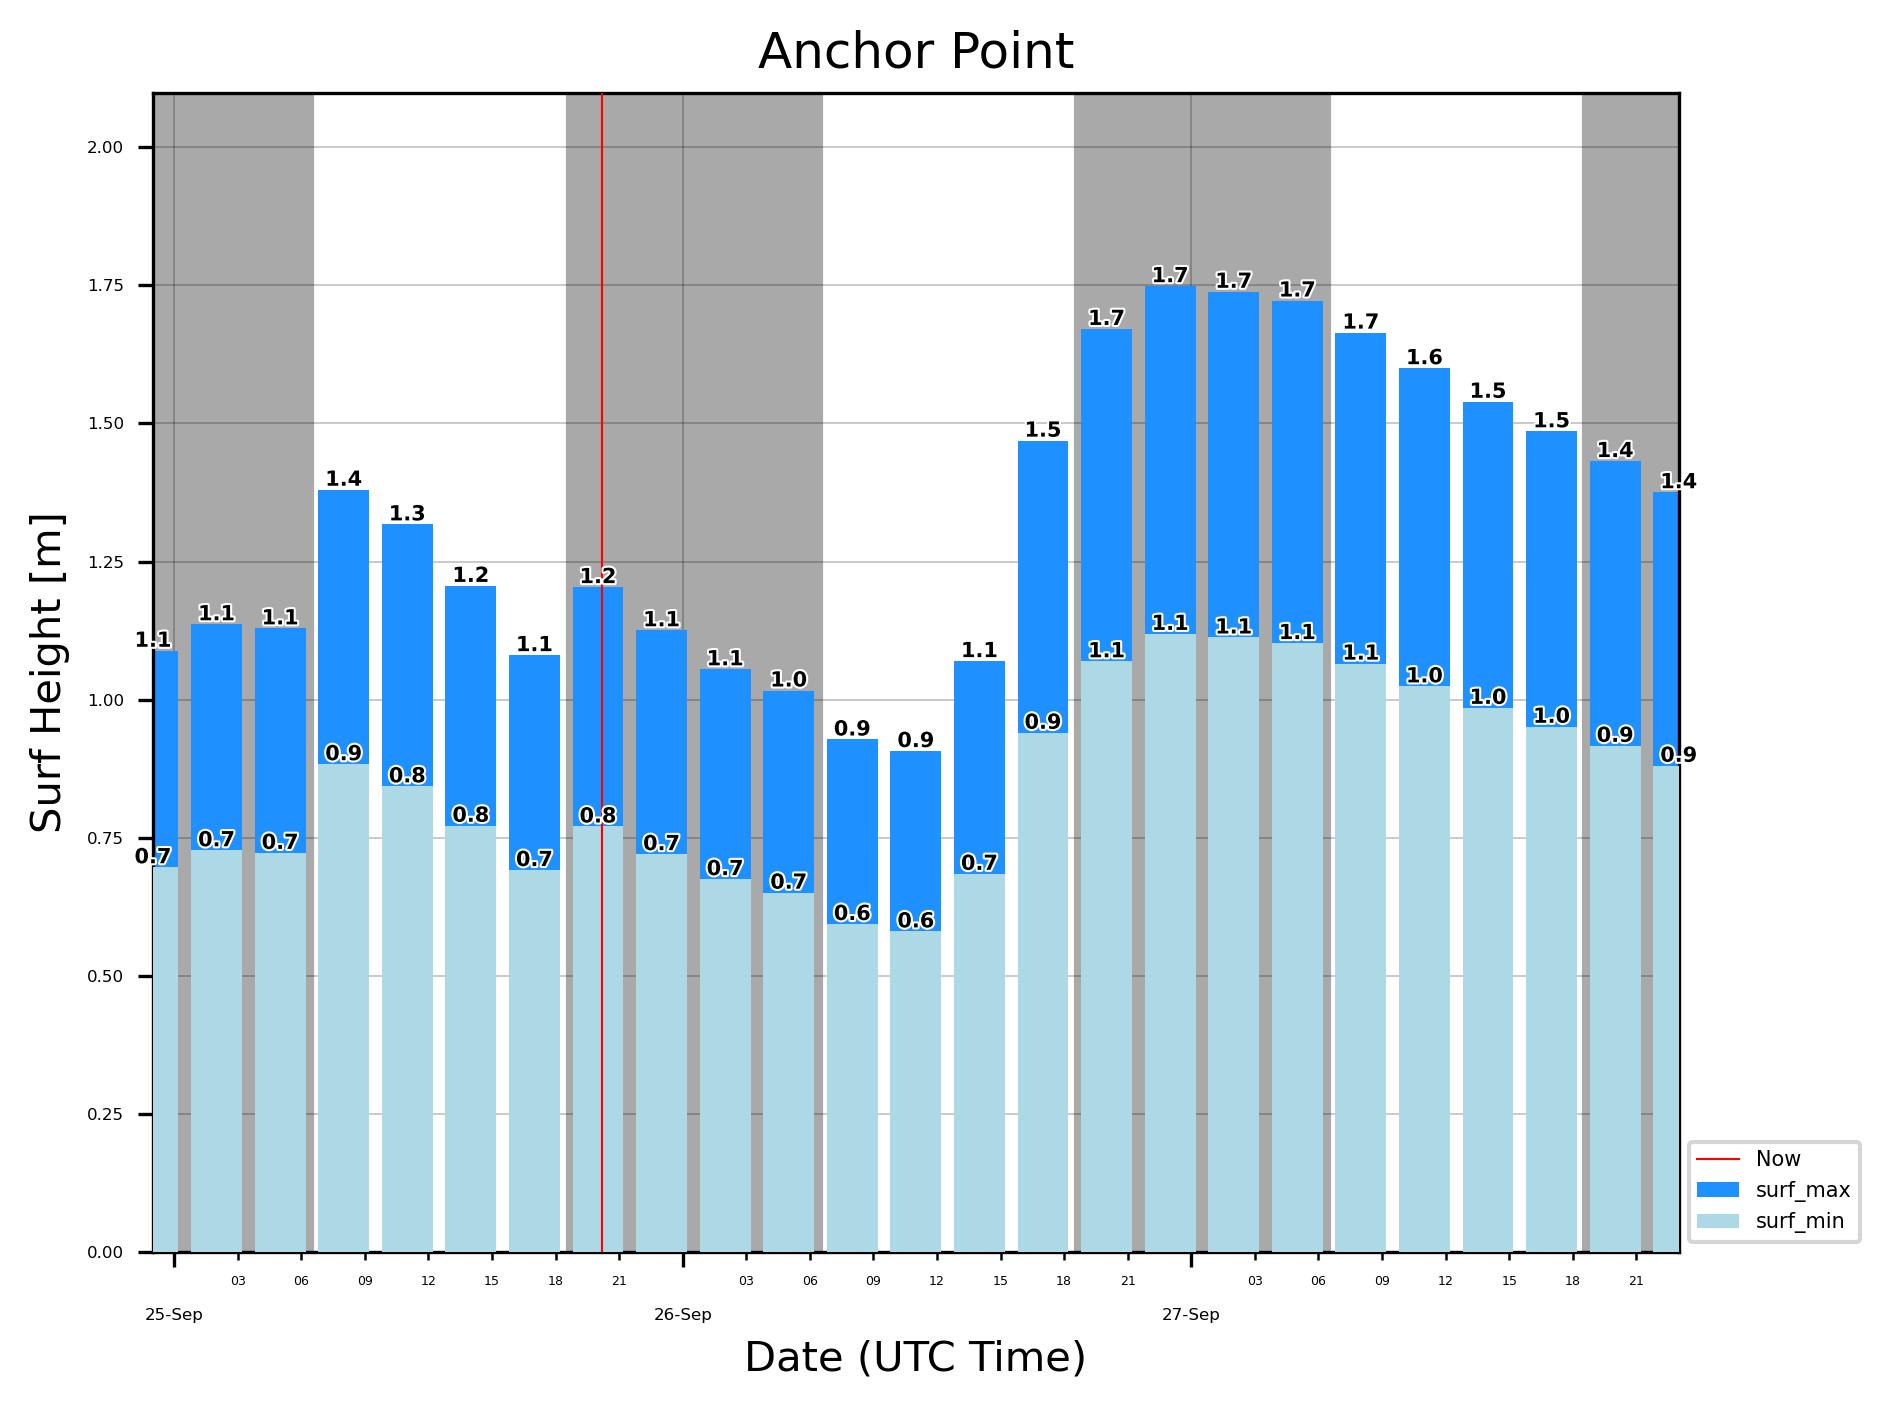 Anchor Point
Surf Height [m]
2.00
1.75
1.50
1.25
1.00
0.75
0.50
0.25
0.00
1.1 1.1 1.1 1.4 1.3 1.2 1.1 1.2 1.1 1.1 1.0 0.9 0.9 1.1 1.5 1.7 1.7 1.7 1.7 1.7 1.6 1.5 1.5 1.4 1.4
0.7 0.7 0.7 0.9 0.8 0.8 0.7 0.8 0.7 0.7 0.7 0.6 0.6 0.7 0.9 1.1 1.1 1.1 1.1 1.1 1.0 1.0 1.0 0.9 0.9
Now
surf_max
surf_min
03 06 09 12 15 18 21 03 06 09 12 15 18 21 03 06 09 12 15 18 21
25-Sep 26-Sep 27-Sep
Date (UTC Time)